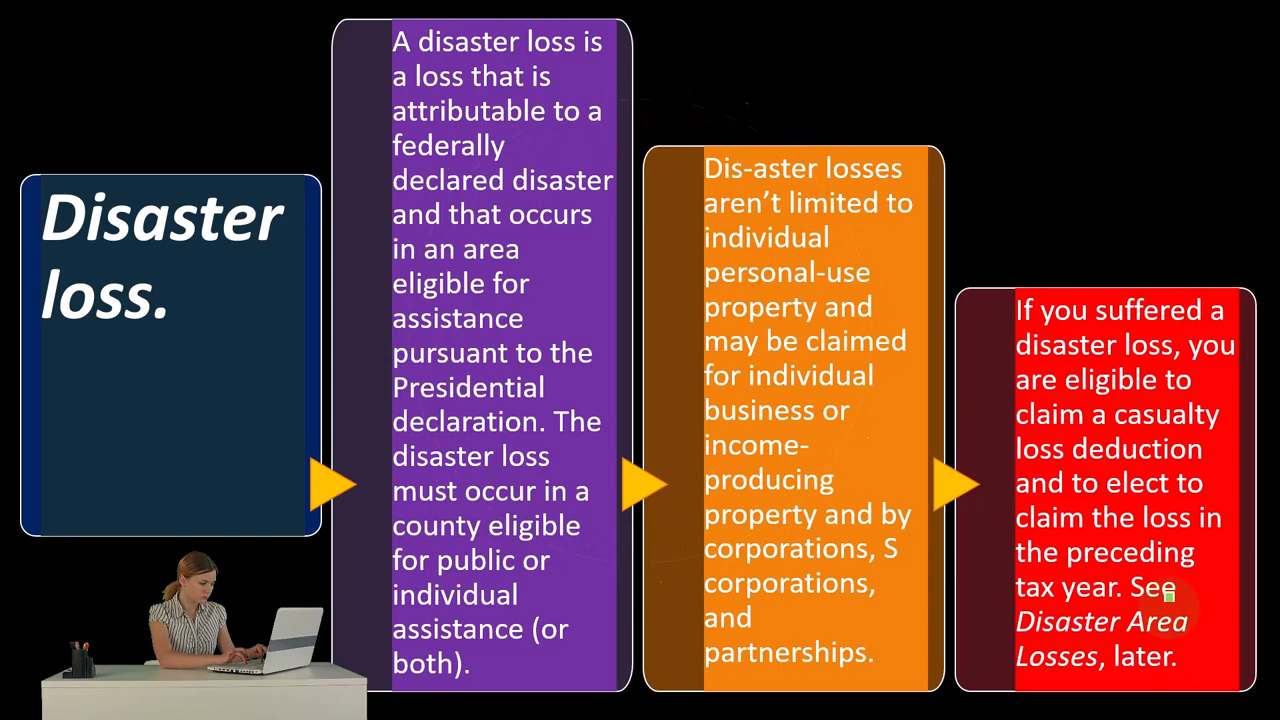 Disaster
loss.
A disaster loss is
a loss that is
attributable to a
federally
declared disaster
and that occurs
in an area
eligible for
assistance
pursuant to the
Presidential
declaration. The
disaster loss
must occur in a
county eligible
for public or
individual
assistance (or
both).
Dis-aster losses
aren’t limited to
individual
personal-use
property and
may be claimed
for individual
business or
income-
producing
property and by
corporations, S
corporations,
and
partnerships.
If you suffered a
disaster loss, you
are eligible to
claim a casualty
loss deduction
and to elect to
claim the loss in
the preceding
tax year. See
Disaster Area
Losses, later.